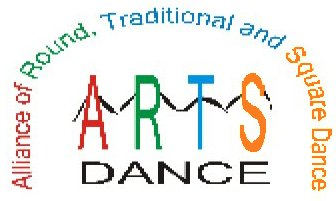 Alliance of Round, Traditional and Square Dance
ARTS
DANCE